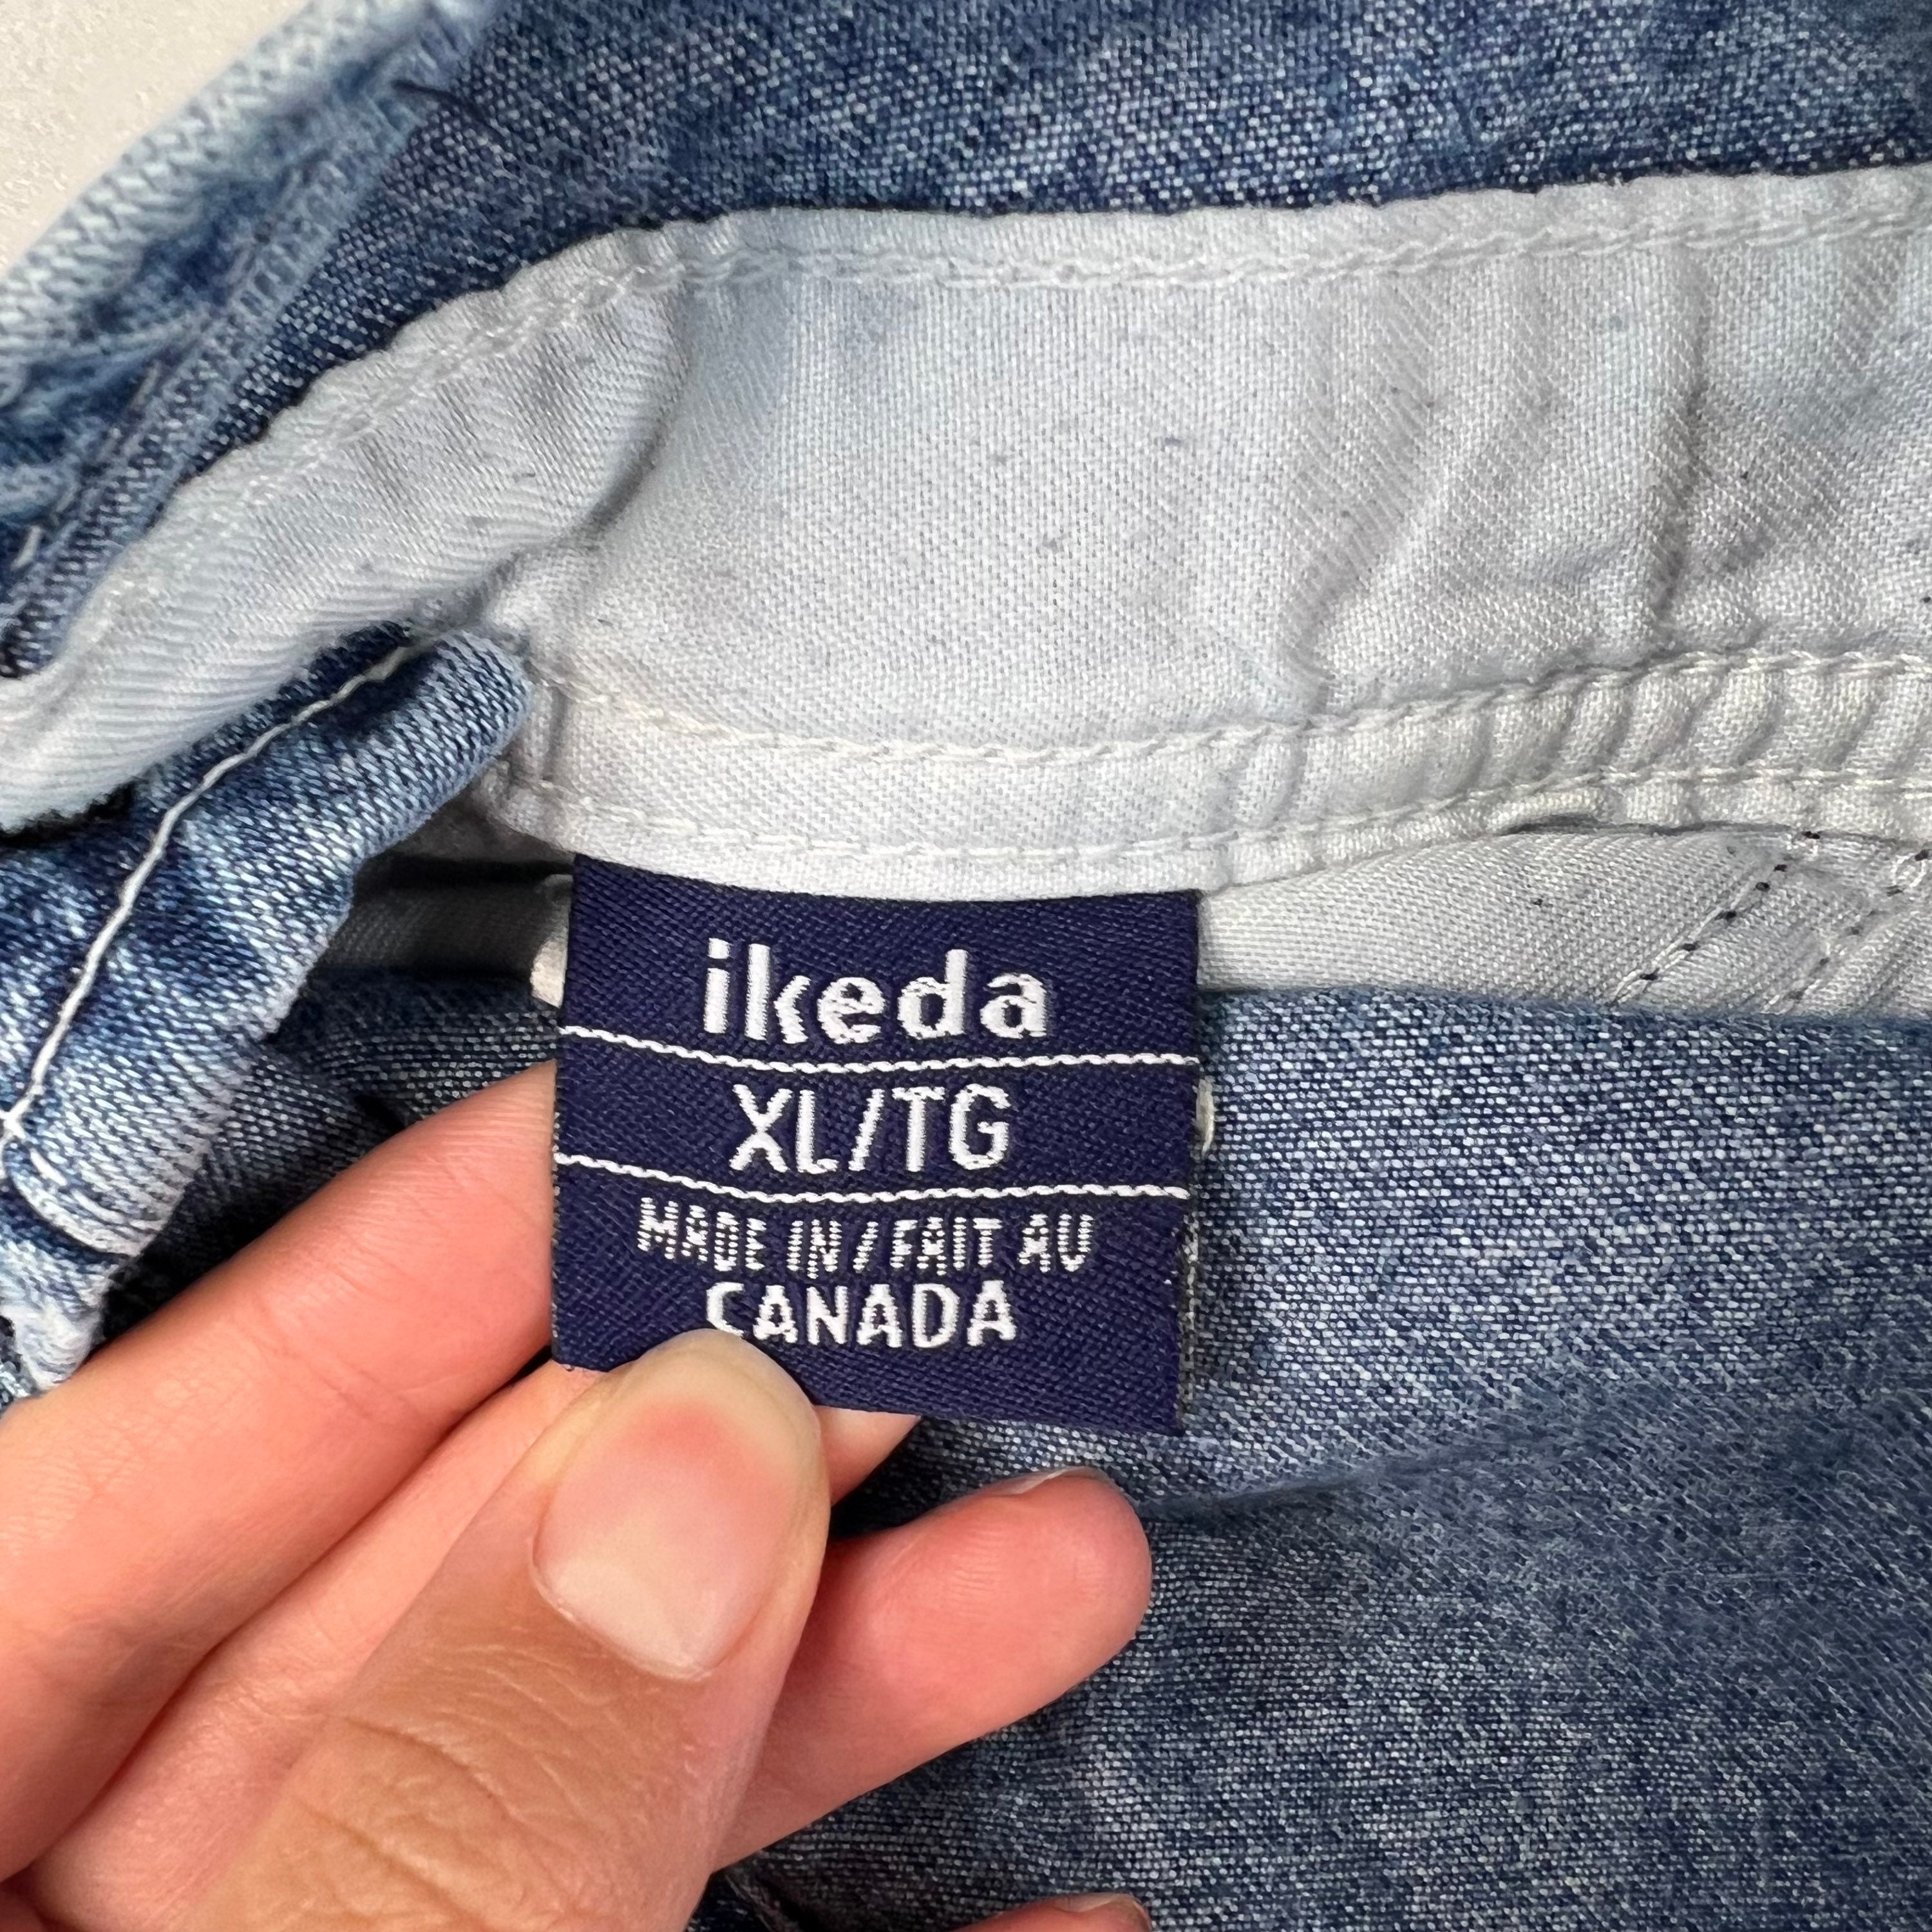 ikeda
XL/TG
MADE IN / FAIT AU
CANADA